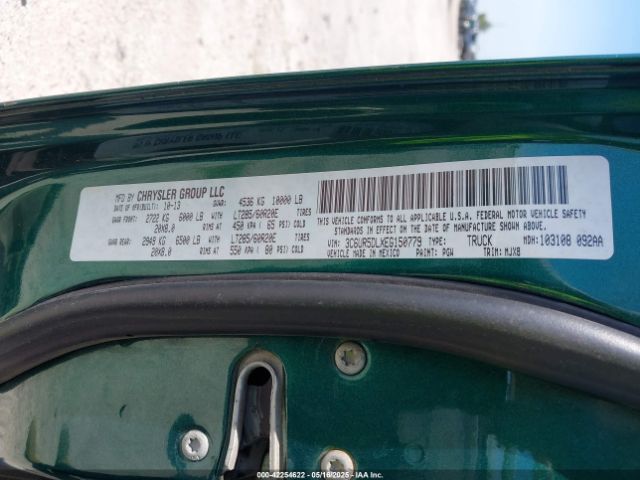 MFD BY CHRYSLER GROUP LLC
DATE OF MFR(BUILT): 10-13 GVWR: 4536 KG 10000 LB
GAWR FRONT: 2722 KG 6000 LB LT285/60R20E TIRES
20X8.0 RIMS AT 450 KPA( 65 PSI) COLD
GAWR REAR: 2949 KG 6500 LB LT285/60R20E TIRES
20X8.0 RIMS AT 550 KPA( 80 PSI) COLD
THIS VEHICLE CONFORMS TO ALL APPLICABLE U.S.A. FEDERAL MOTOR VEHICLE SAFETY
STANDARDS IN EFFECT ON THE DATE OF MANUFACTURE SHOWN ABOVE.
VIN: 3C6UR5DLXEG150779 TYPE: TRUCK MDH: 103108 092AA
VEHICLE MADE IN MEXICO PAINT: PGW TRIM: MJX8
000-42254622 - 05/16/2025 - IAA Inc.